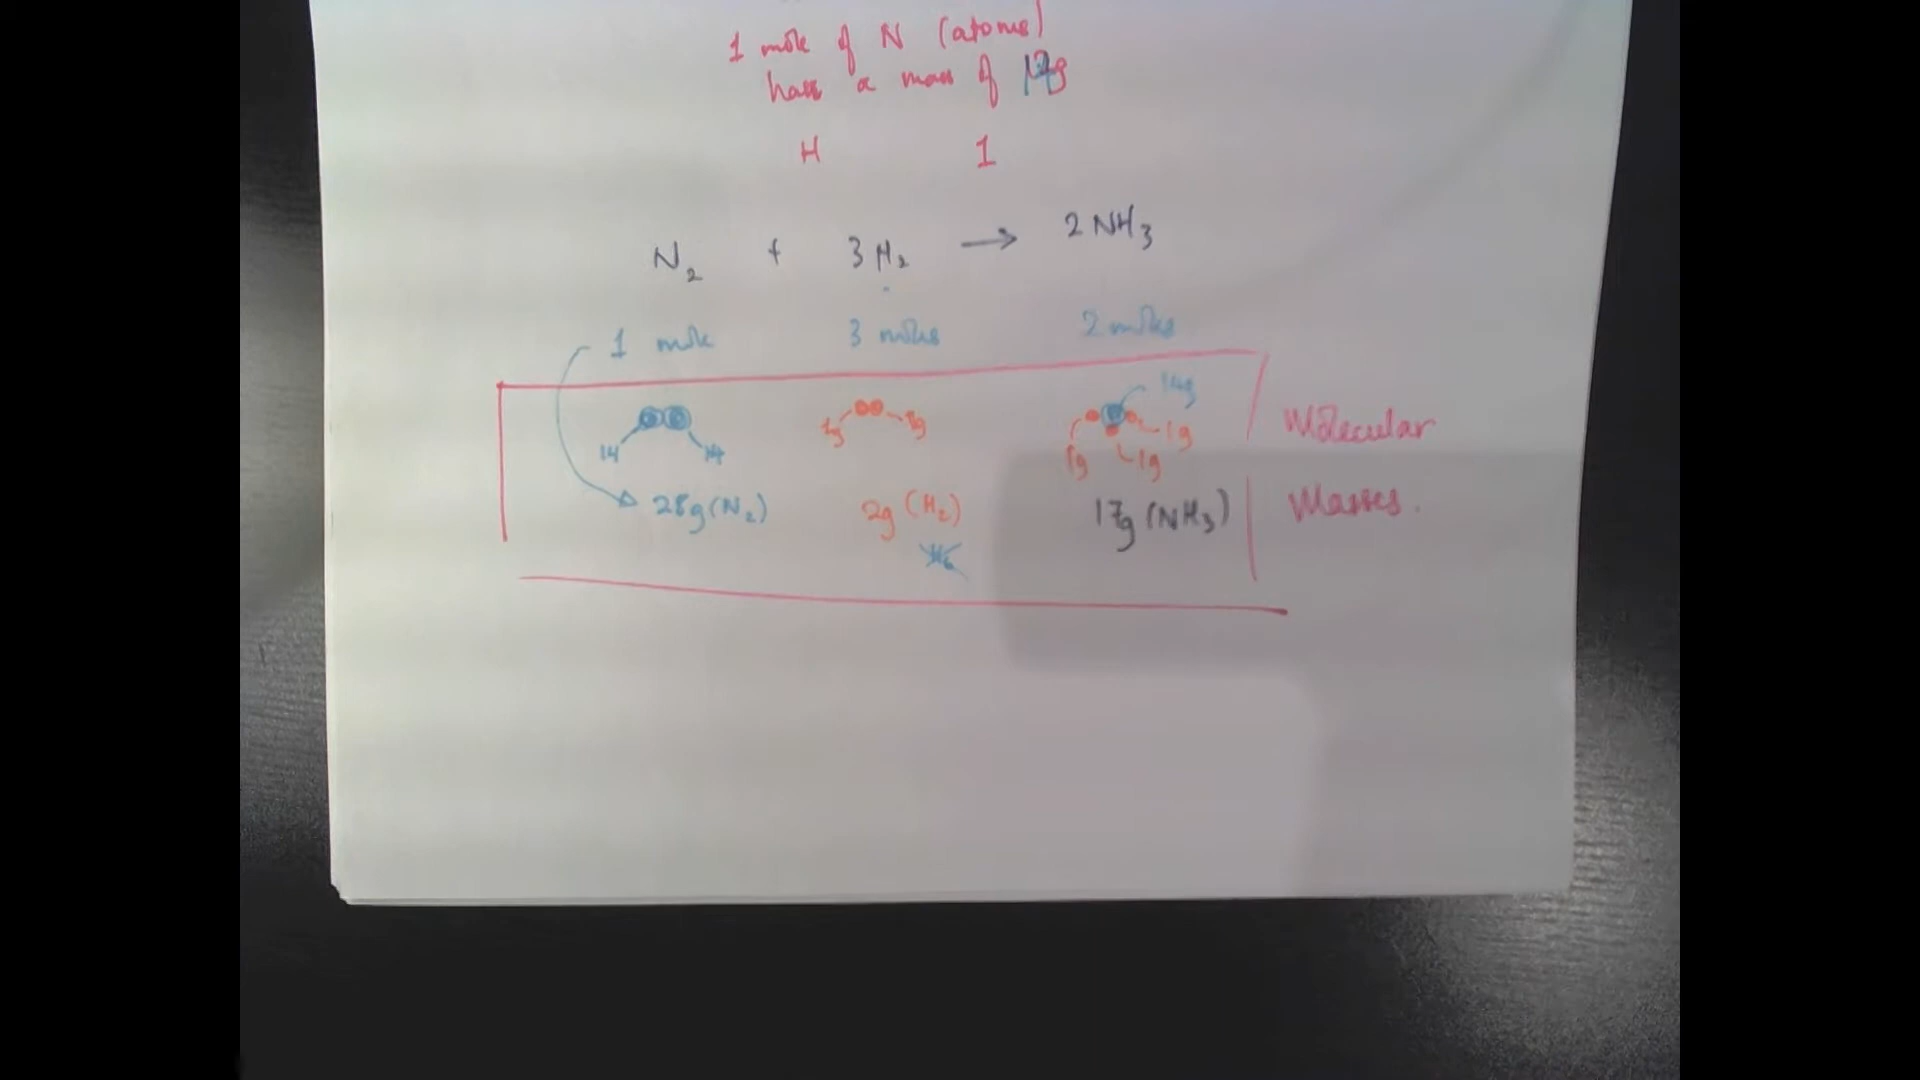 1 mole of N (atoms)
has a mass of
H 1
N₂ + 3H₂ → 2NH₃
1 mole 3 moles 2 moles
14g
14 14 1g 1g 1g 1g 1g
Molecular
28g(N₂) 2g(H₂) 17g(NH₃) Masses.